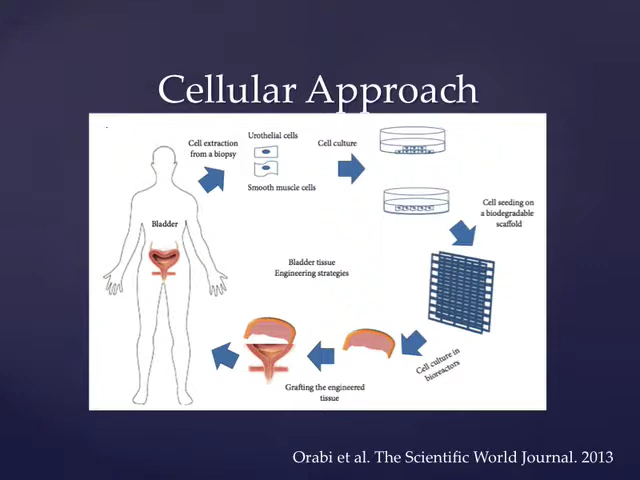 Cellular Approach
Cell extraction
from a biopsy
Urothelial cells
Smooth muscle cells
Cell culture
Cell seeding on
a biodegradable
scaffold
Bladder
Bladder tissue
Engineering strategies
Cell culture in
bioreactors
Grafting the engineered
tissue
Orabi et al. The Scientific World Journal. 2013